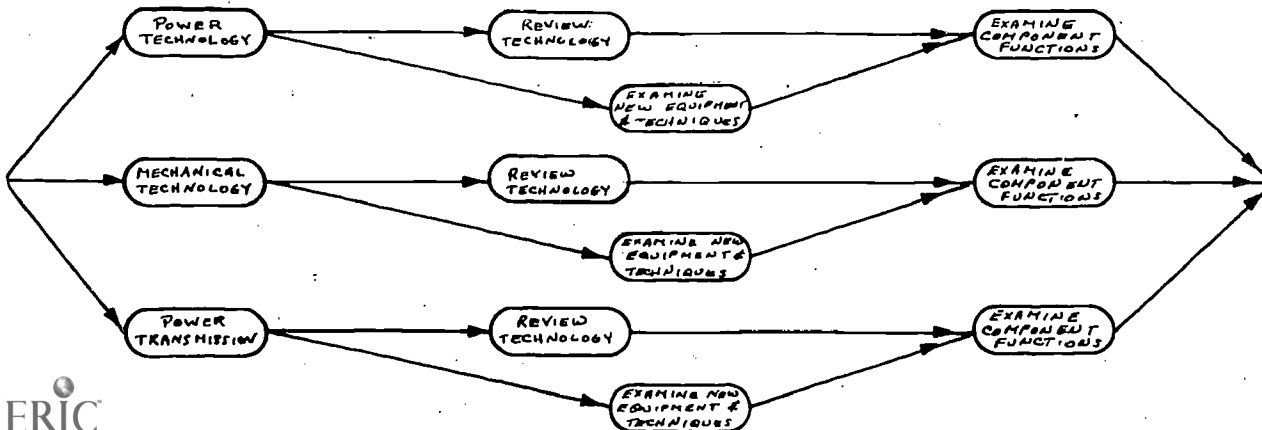 POWER
TECHNOLOGY
REVIEW
TECHNOLOGY
EXAMINE
COMPONENT
FUNCTIONS
EXAMINE
NEW EQUIPMENT
& TECHNIQUES
MECHANICAL
TECHNOLOGY
REVIEW
TECHNOLOGY
EXAMINE
COMPONENT
FUNCTIONS
EXAMINE NEW
EQUIPMENT &
TECHNIQUES
POWER
TRANSMISSION
REVIEW
TECHNOLOGY
EXAMINE
COMPONENT
FUNCTIONS
EXAMINE NEW
EQUIPMENT &
TECHNIQUES
ERIC